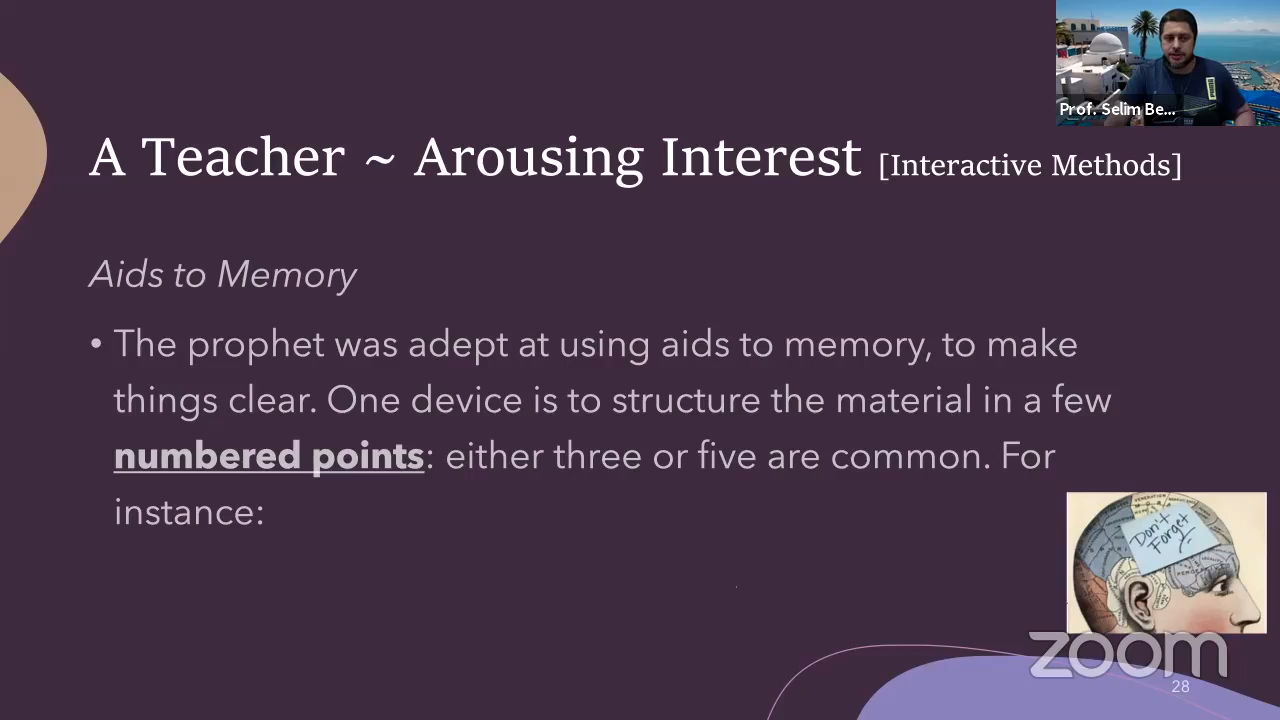 Prof. Selim Be...
A Teacher ~ Arousing Interest [Interactive Methods]
Aids to Memory
• The prophet was adept at using aids to memory, to make
things clear. One device is to structure the material in a few
numbered points: either three or five are common. For
instance:
Don't
Forget
zoom
28